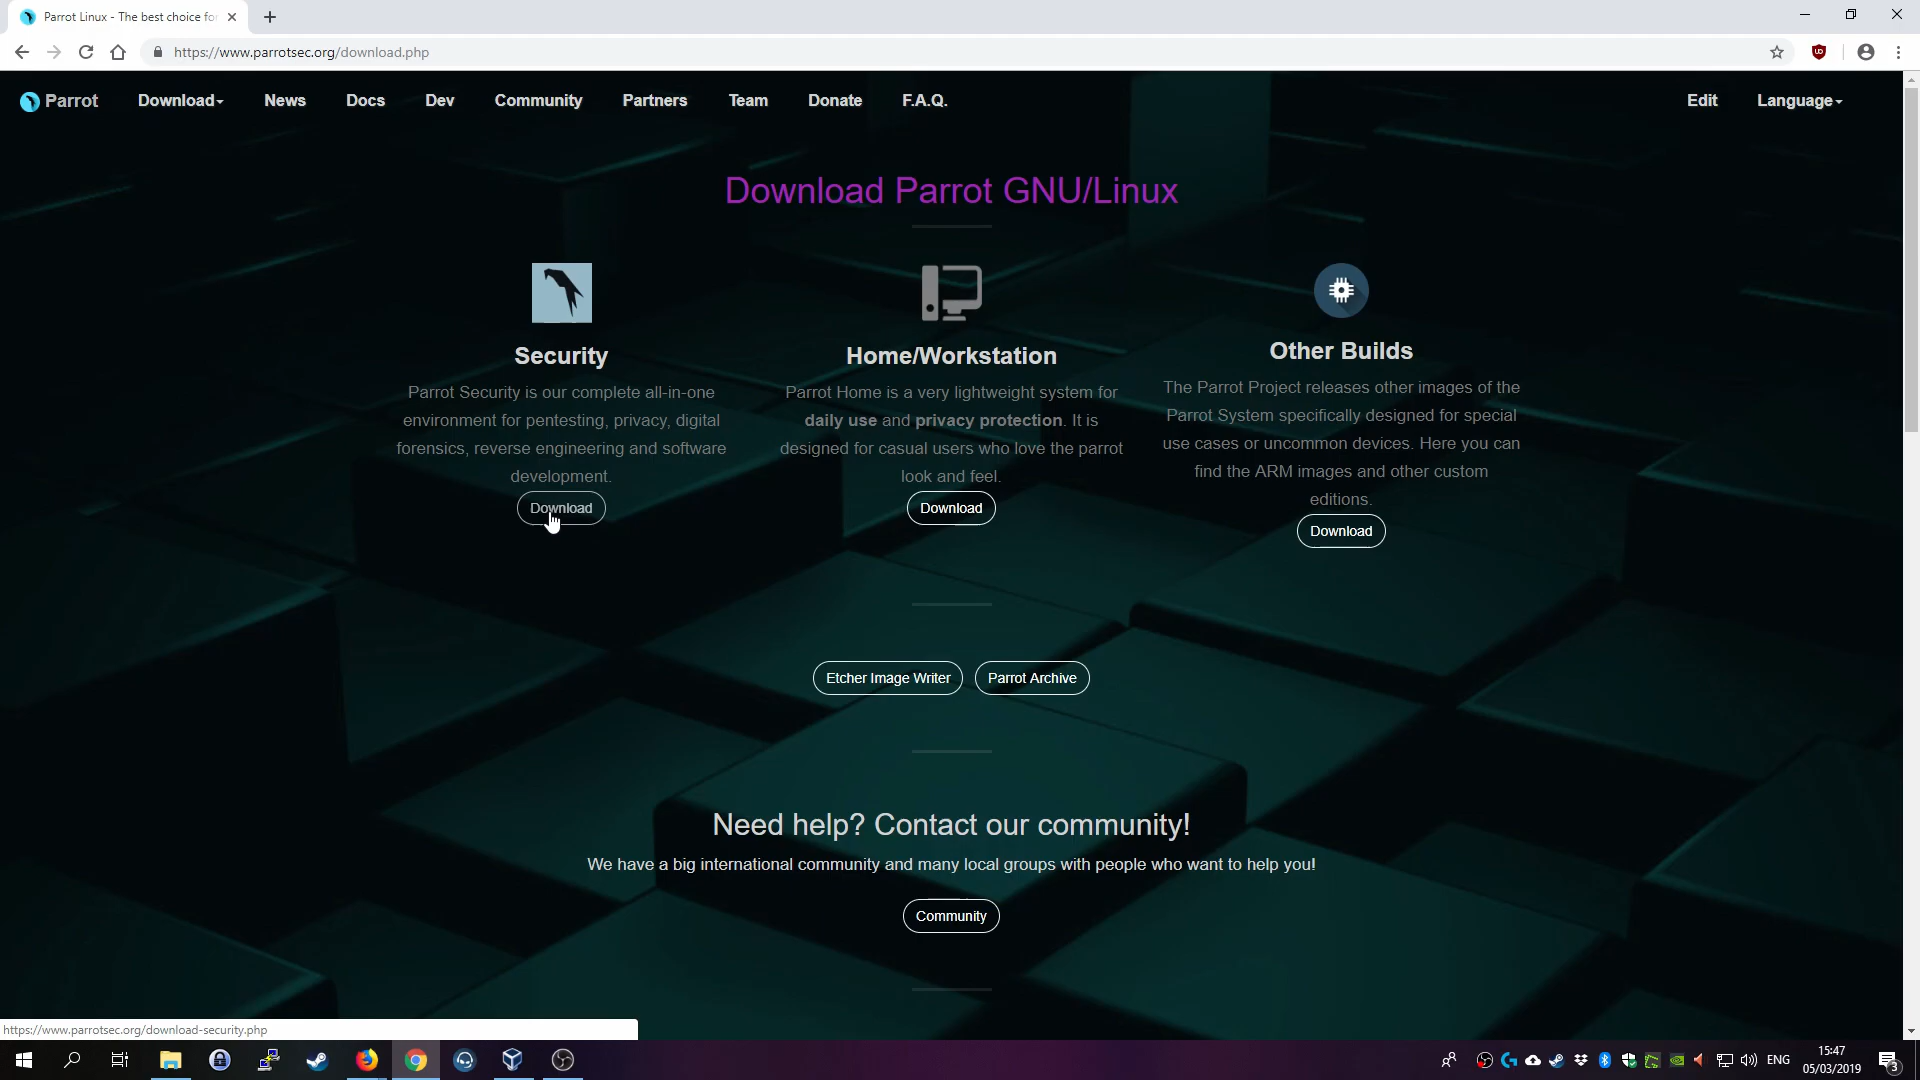 Parrot Linux - The best choice for
https://www.parrotsec.org/download.php
Parrot
Download
News
Docs
Dev
Community
Partners
Team
Donate
F.A.Q.
Edit
Language
Download Parrot GNU/Linux
Security
Parrot Security is our complete all-in-one
environment for pentesting, privacy, digital
forensics, reverse engineering and software
development.
Download
Home/Workstation
Parrot Home is a very lightweight system for
daily use and privacy protection. It is
designed for casual users who love the parrot
look and feel.
Download
Other Builds
The Parrot Project releases other images of the
Parrot System specifically designed for special
use cases or uncommon devices. Here you can
find the ARM images and other custom
editions.
Download
Etcher Image Writer
Parrot Archive
Need help? Contact our community!
We have a big international community and many local groups with people who want to help you!
Community
https://www.parrotsec.org/download-security.php
ENG
15:47
05/03/2019
3